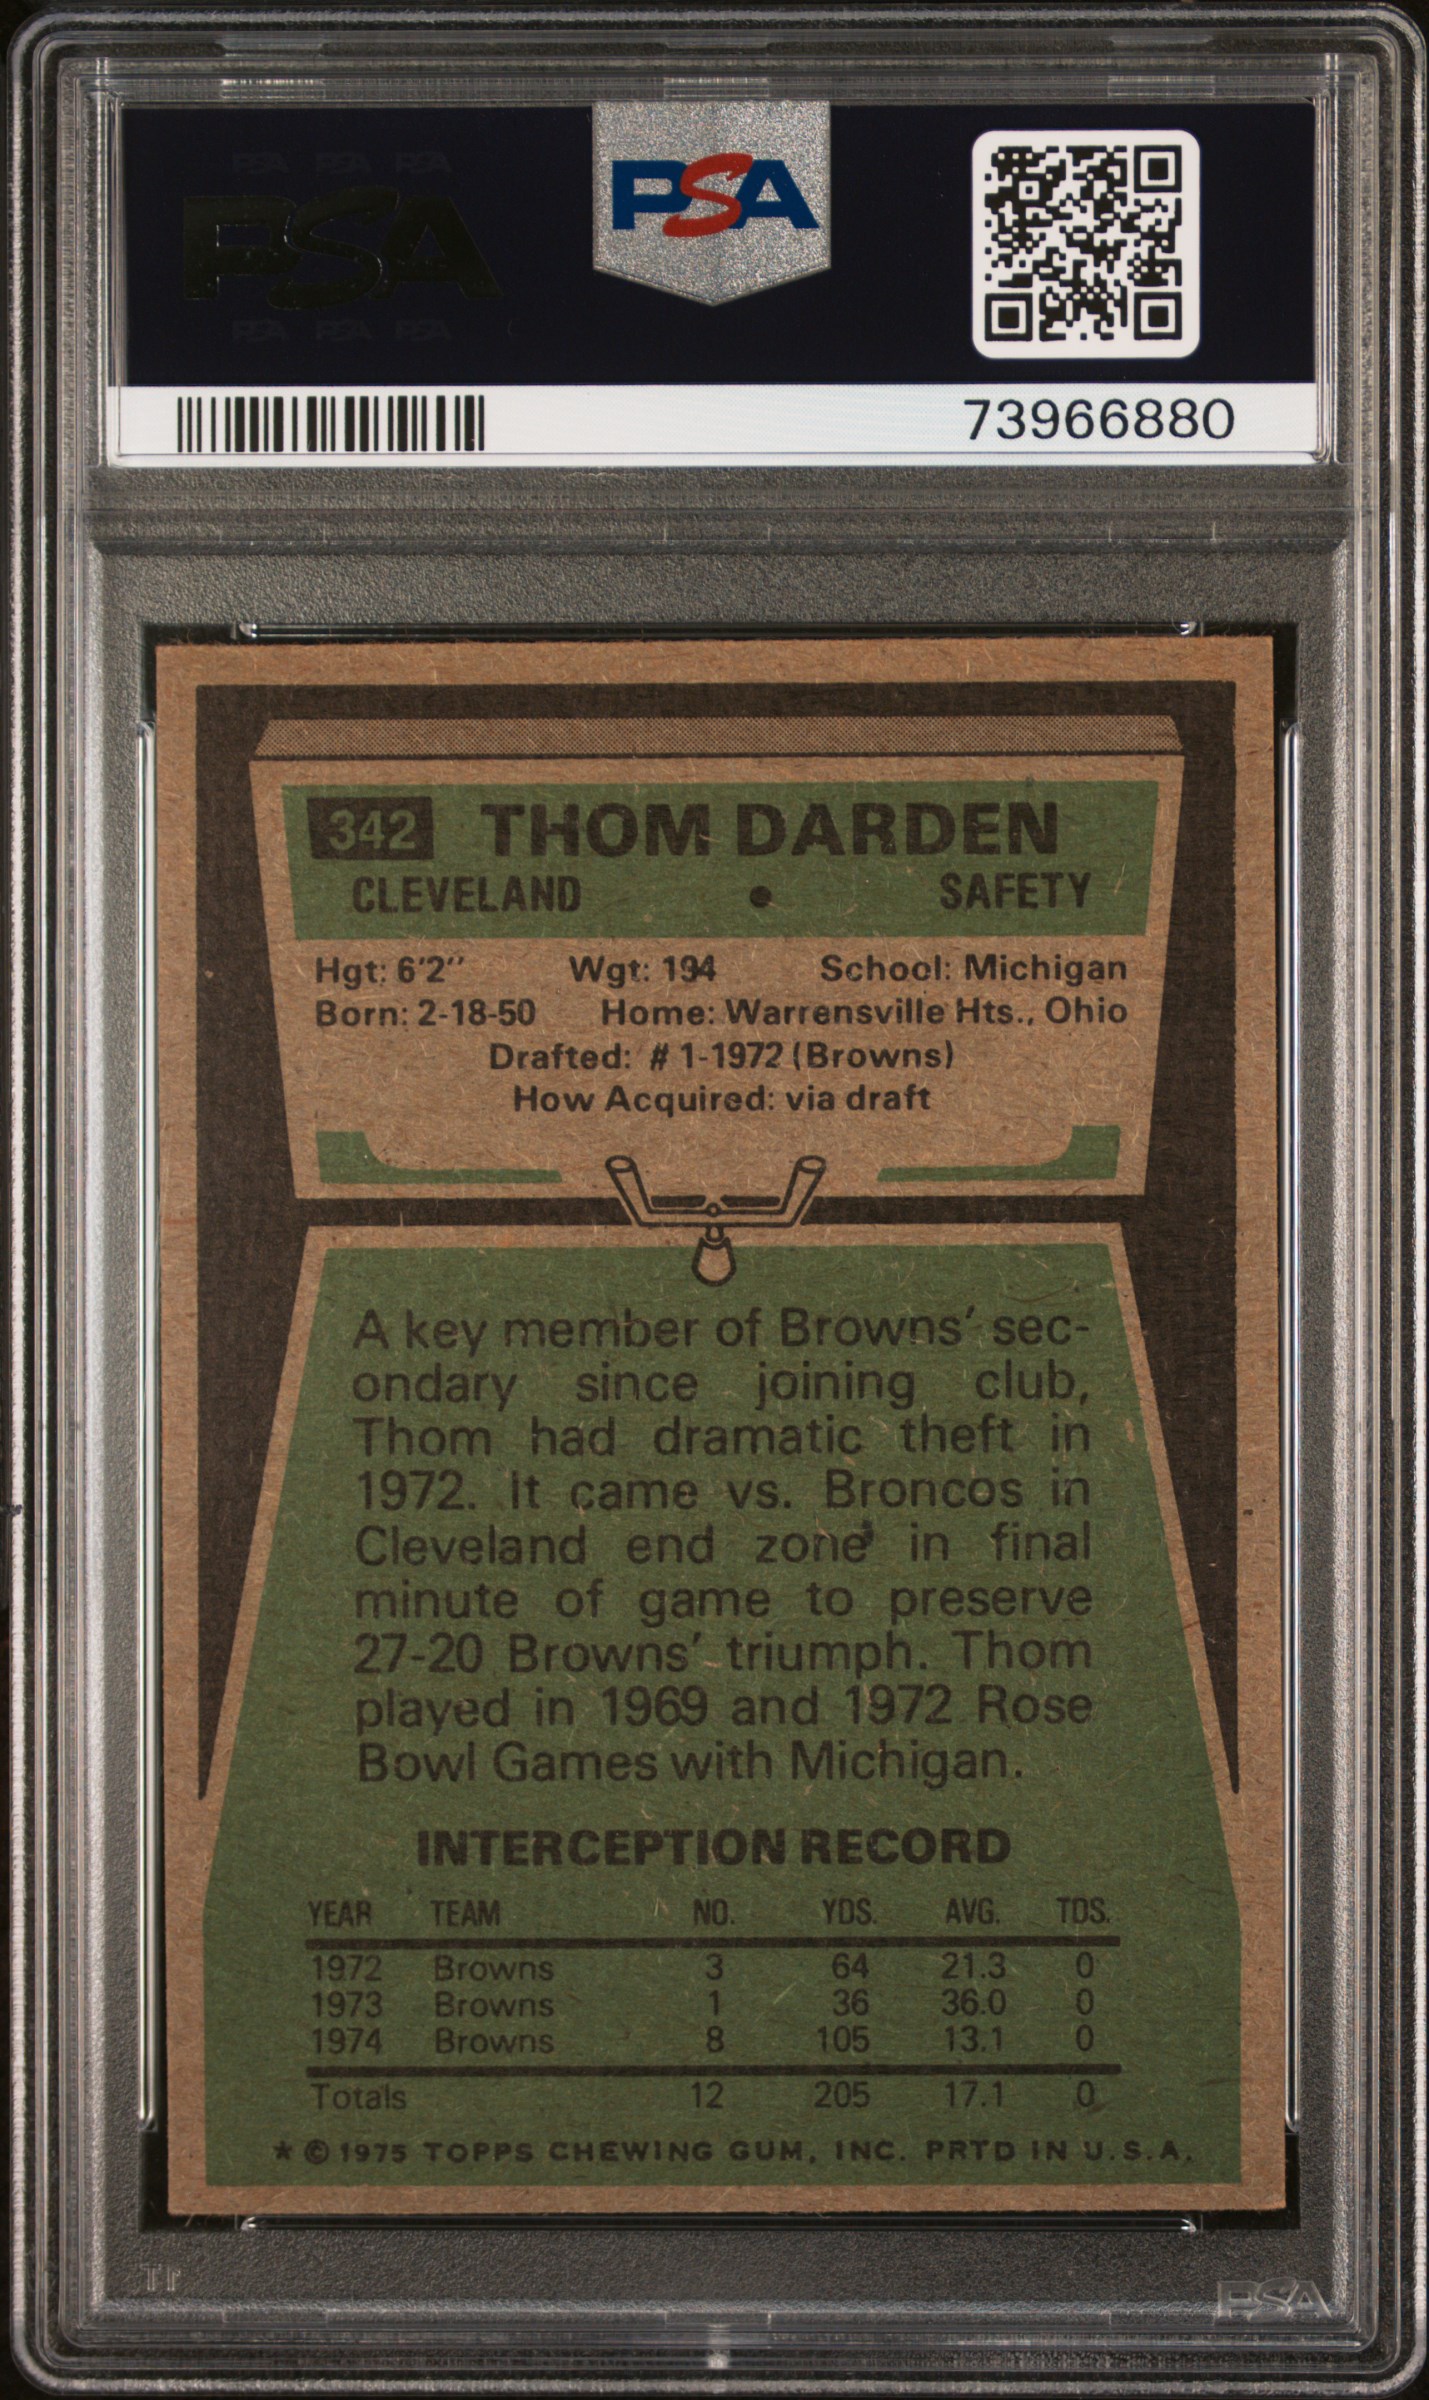 PSA PSA PSA
PSA
PSA PSA PSA
PSA
73966880
342 THOM DARDEN
CLEVELAND • SAFETY
Hgt: 6'2" Wgt: 194 School: Michigan
Born: 2-18-50 Home: Warrensville Hts., Ohio
Drafted: # 1-1972 (Browns)
How Acquired: via draft
A key member of Browns' sec-
ondary since joining club,
Thom had dramatic theft in
1972. It came vs. Broncos in
Cleveland end zone in final
minute of game to preserve
27-20 Browns' triumph. Thom
played in 1969 and 1972 Rose
Bowl Games with Michigan.
INTERCEPTION RECORD
YEAR TEAM NO. YDS. AVG. TDS.
1972 Browns 3 64 21.3 0
1973 Browns 1 36 36.0 0
1974 Browns 8 105 13.1 0
Totals 12 205 17.1 0
* © 1975 TOPPS CHEWING GUM, INC. PRTD IN U.S.A.
PSA